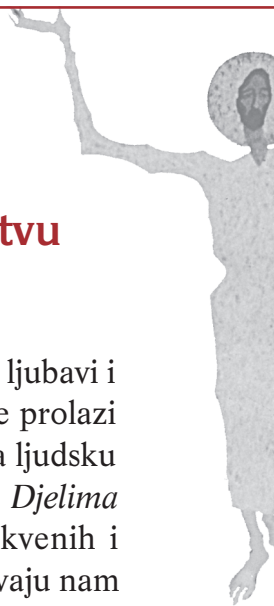 tvu
ljubavi i
e prolazi
a ljudsku
Djelima
kvenih i
vaju nam